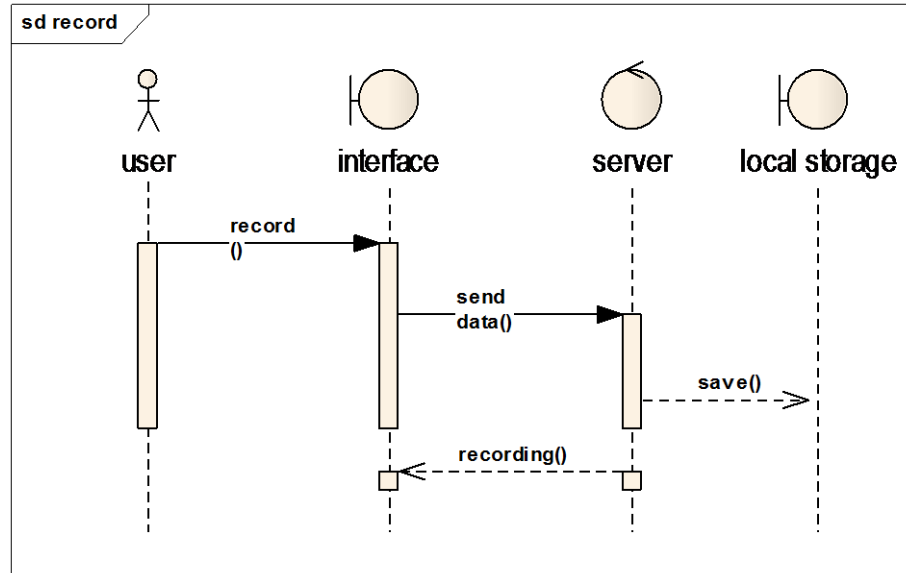 sd record
user
interface
server
local storage
record
()
send
data()
save()
recording()